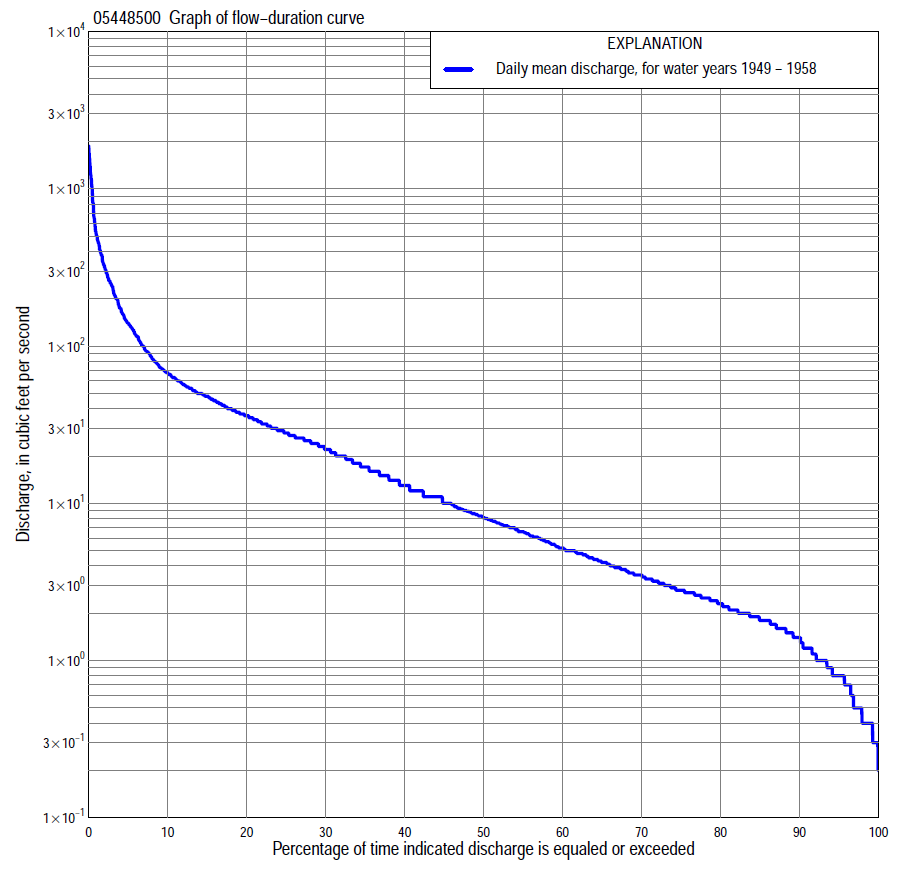 05448500 Graph of flow−duration curve
EXPLANATION
Daily mean discharge, for water years 1949 − 1958
Discharge, in cubic feet per second
1×10⁴
3×10³
1×10³
3×10²
1×10²
3×10¹
1×10¹
3×10⁰
1×10⁰
3×10⁻¹
1×10⁻¹
0 10 20 30 40 50 60 70 80 90 100
Percentage of time indicated discharge is equaled or exceeded